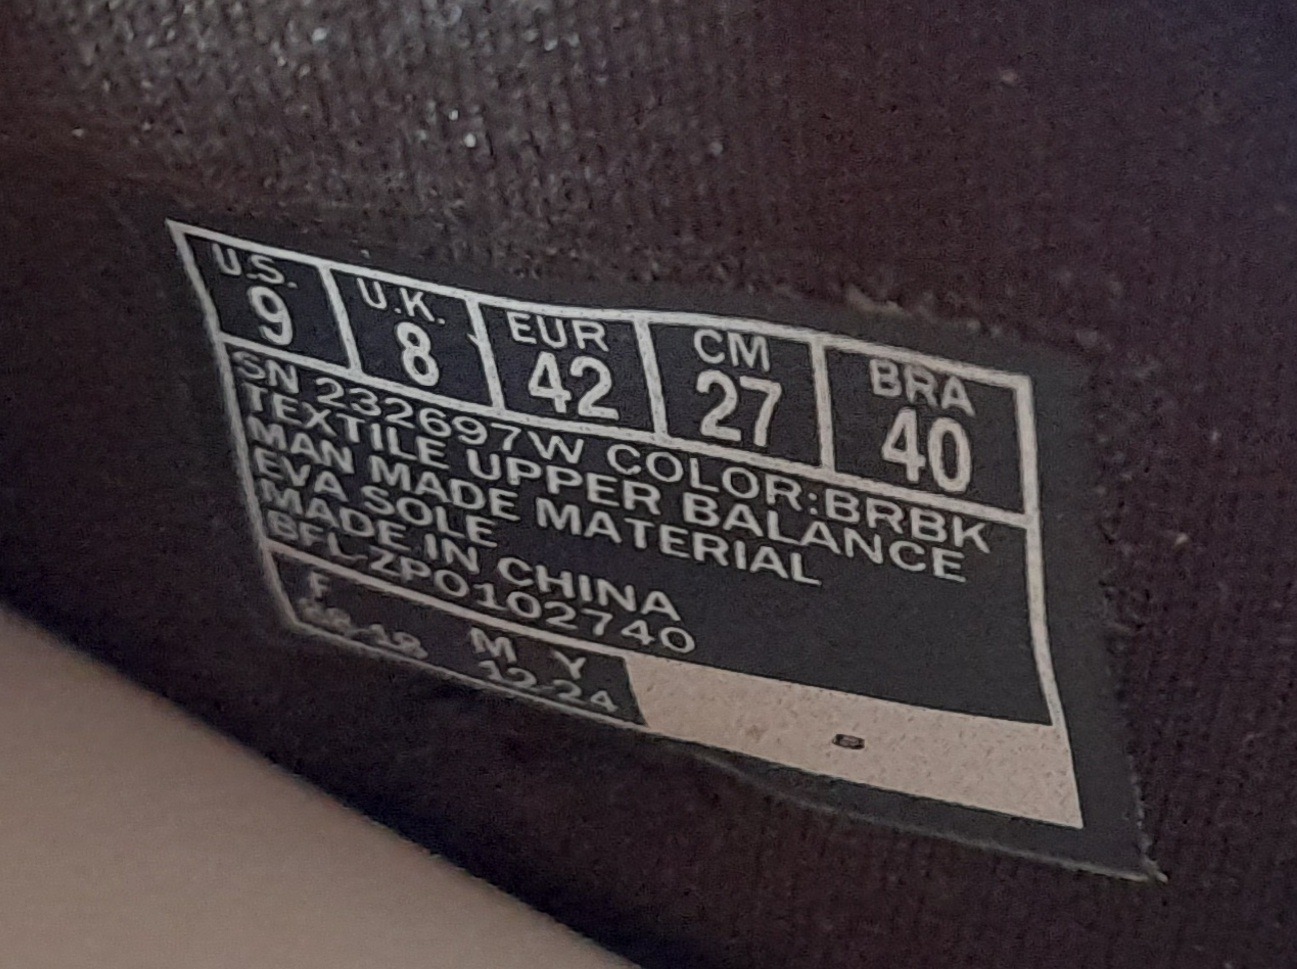 U.S. U.K. EUR CM BRA
9 8 42 27 40
SN 232697W COLOR:BRBK
TEXTILE UPPER BALANCE
MAN MADE MATERIAL
EVA SOLE
MADE IN CHINA
BFL-ZPO102740
F M Y
12-24